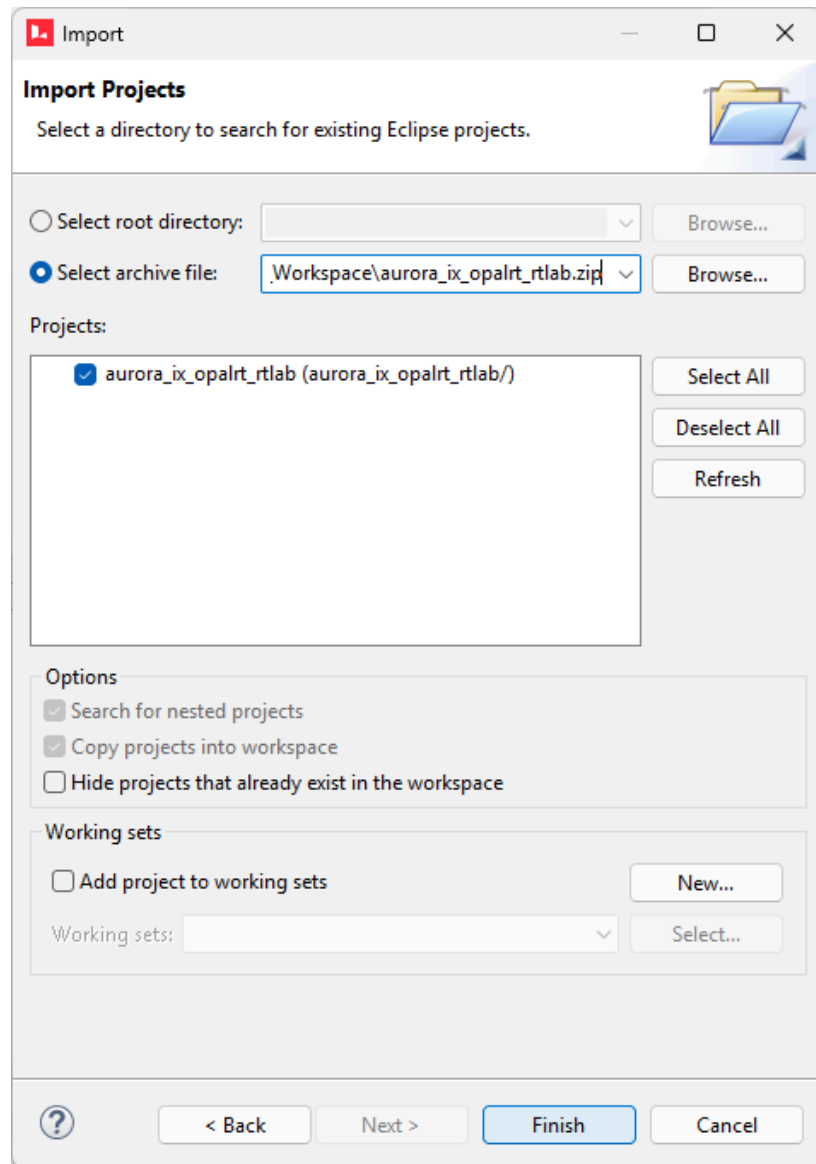 Import
Import Projects
Select a directory to search for existing Eclipse projects.
Select root directory:
Browse...
Select archive file:
_Workspace\aurora_ix_opalrt_rtlab.zip
Browse...
Projects:
aurora_ix_opalrt_rtlab (aurora_ix_opalrt_rtlab/)
Select All
Deselect All
Refresh
Options
Search for nested projects
Copy projects into workspace
Hide projects that already exist in the workspace
Working sets
Add project to working sets
New...
Working sets:
Select...
?
< Back
Next >
Finish
Cancel